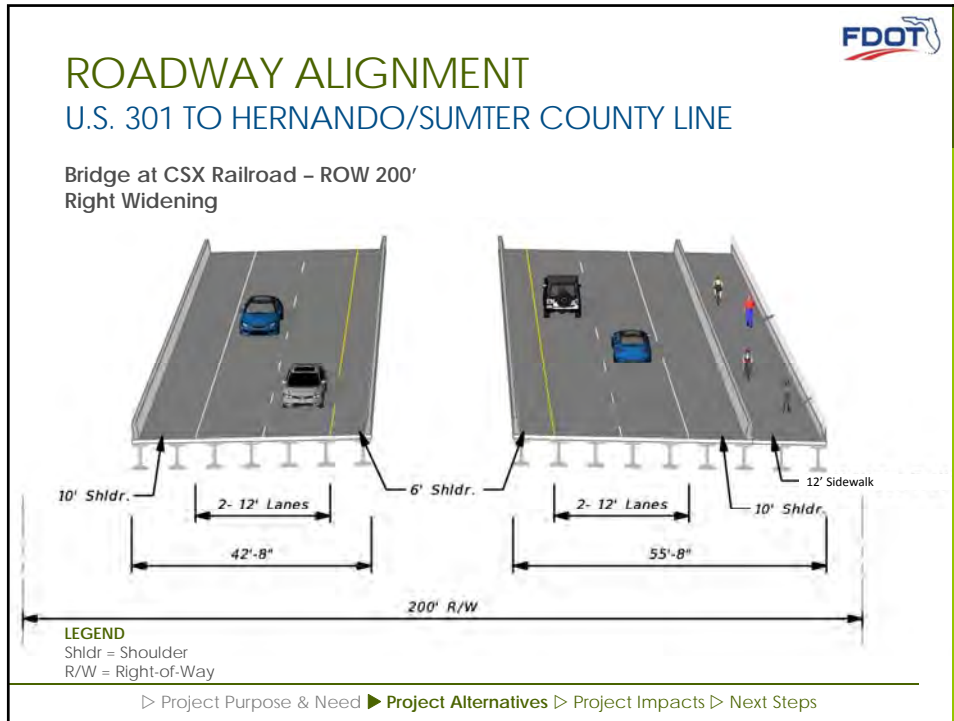 FDOT
ROADWAY ALIGNMENT
U.S. 301 TO HERNANDO/SUMTER COUNTY LINE
Bridge at CSX Railroad – ROW 200'
Right Widening
10' Shldr.
2- 12' Lanes
6' Shldr.
2- 12' Lanes
10' Shldr.
12' Sidewalk
42'-8"
55'-8"
200' R/W
LEGEND
Shldr = Shoulder
R/W = Right-of-Way
▷ Project Purpose & Need ▶ Project Alternatives ▷ Project Impacts ▷ Next Steps